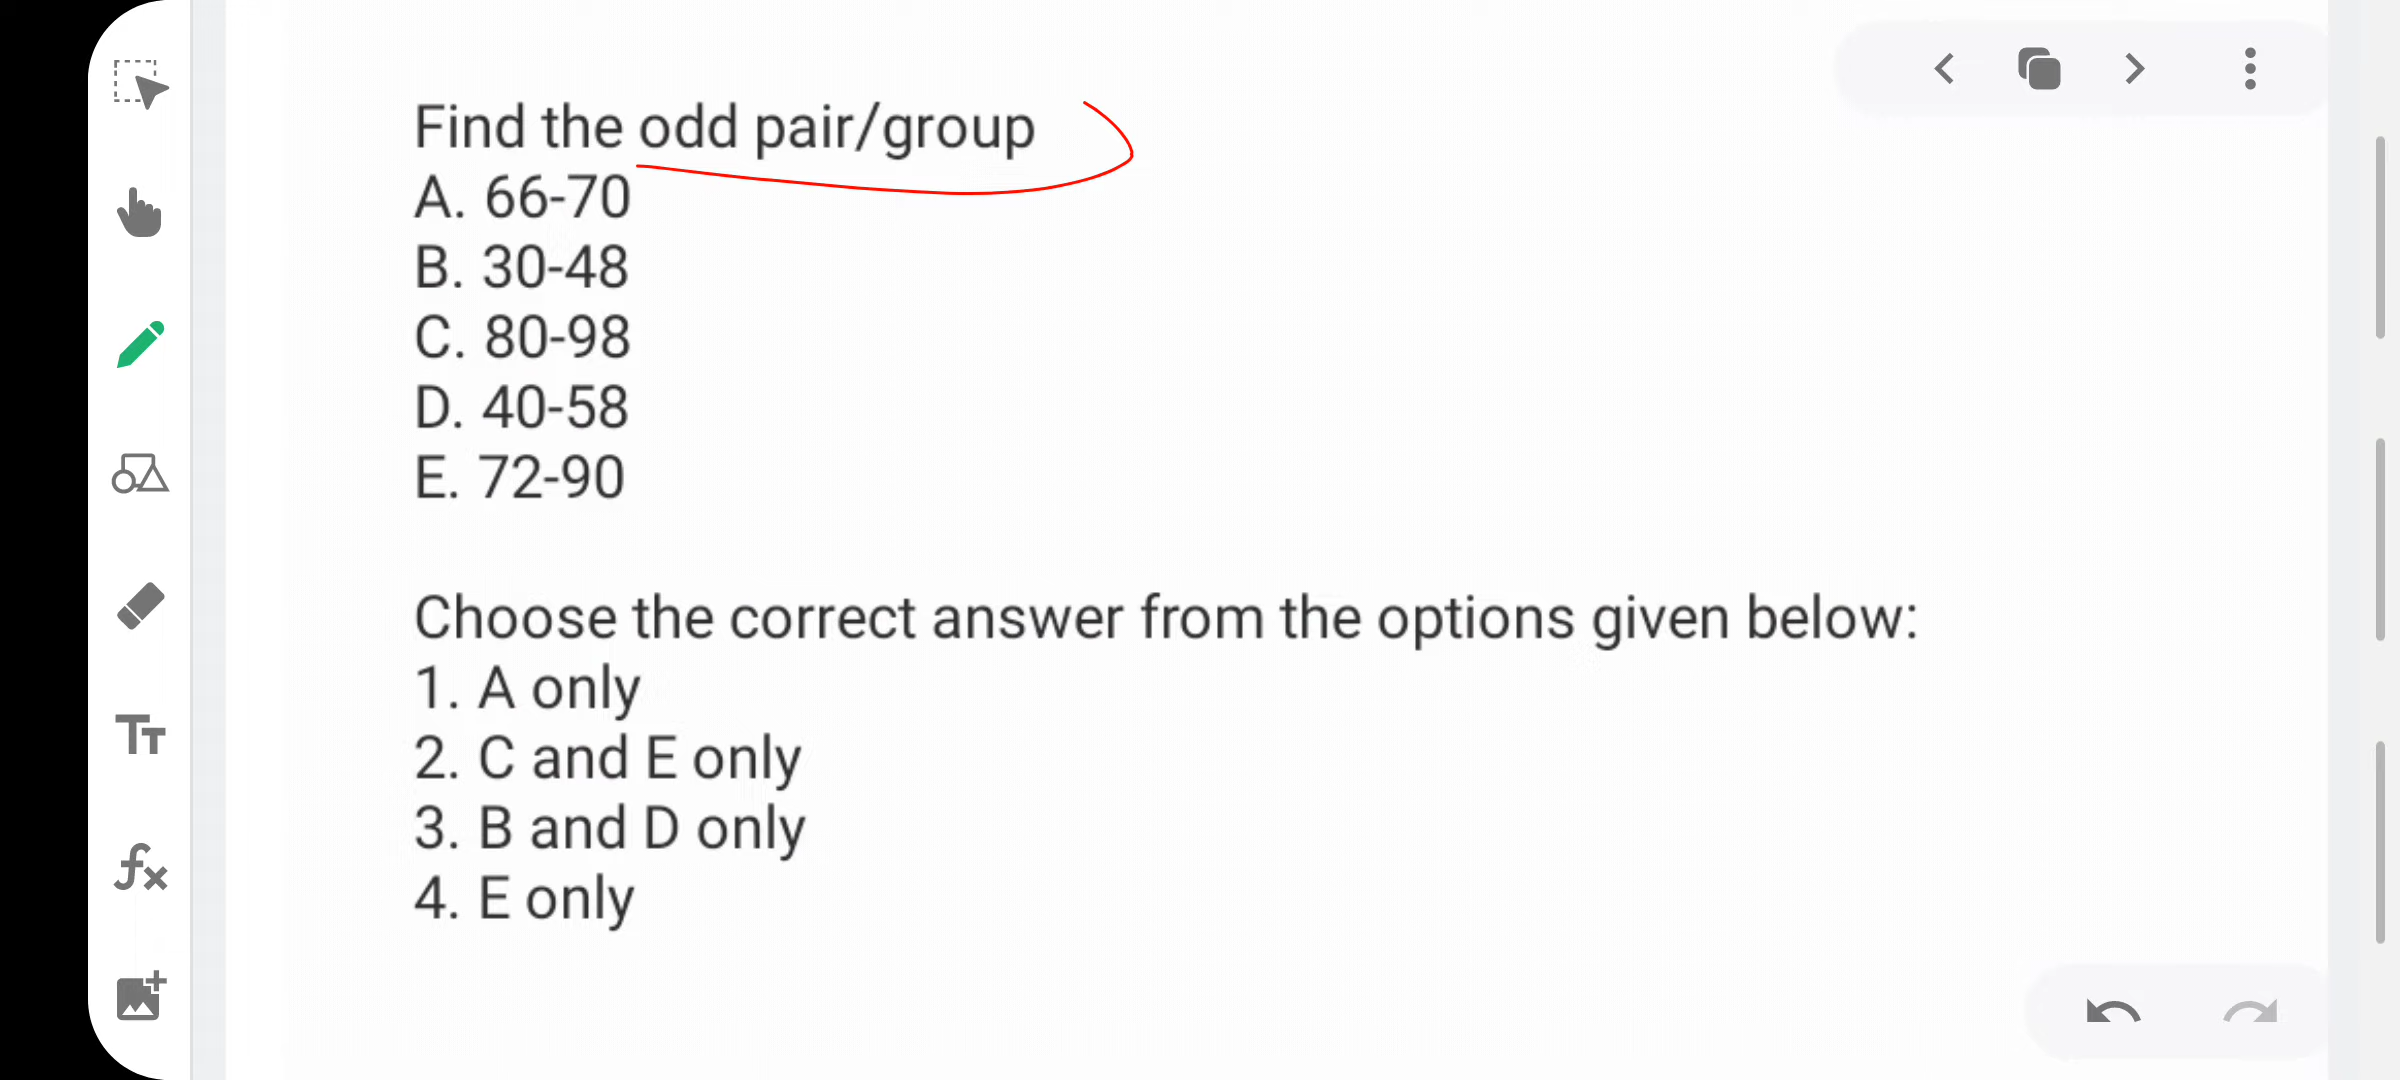 Find the odd pair/group
A. 66-70
B. 30-48
C. 80-98
D. 40-58
E. 72-90
Choose the correct answer from the options given below:
1. A only
2. C and E only
3. B and D only
4. E only